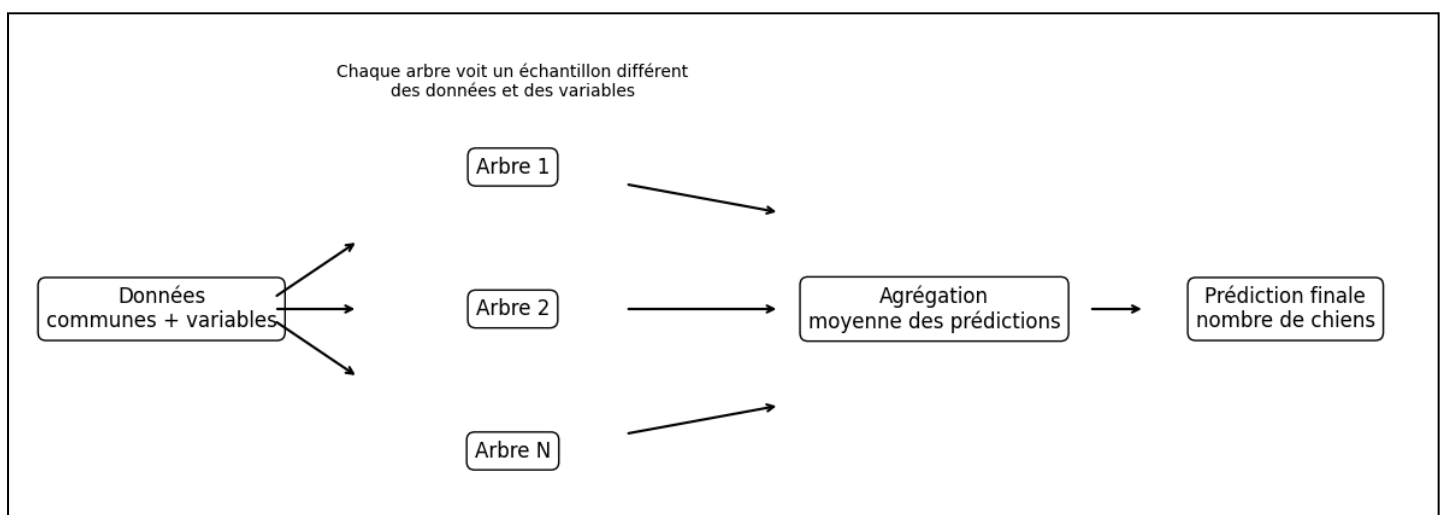 Chaque arbre voit un échantillon différent
des données et des variables
Arbre 1
Données
communes + variables
Arbre 2
Agrégation
moyenne des prédictions
Prédiction finale
nombre de chiens
Arbre N